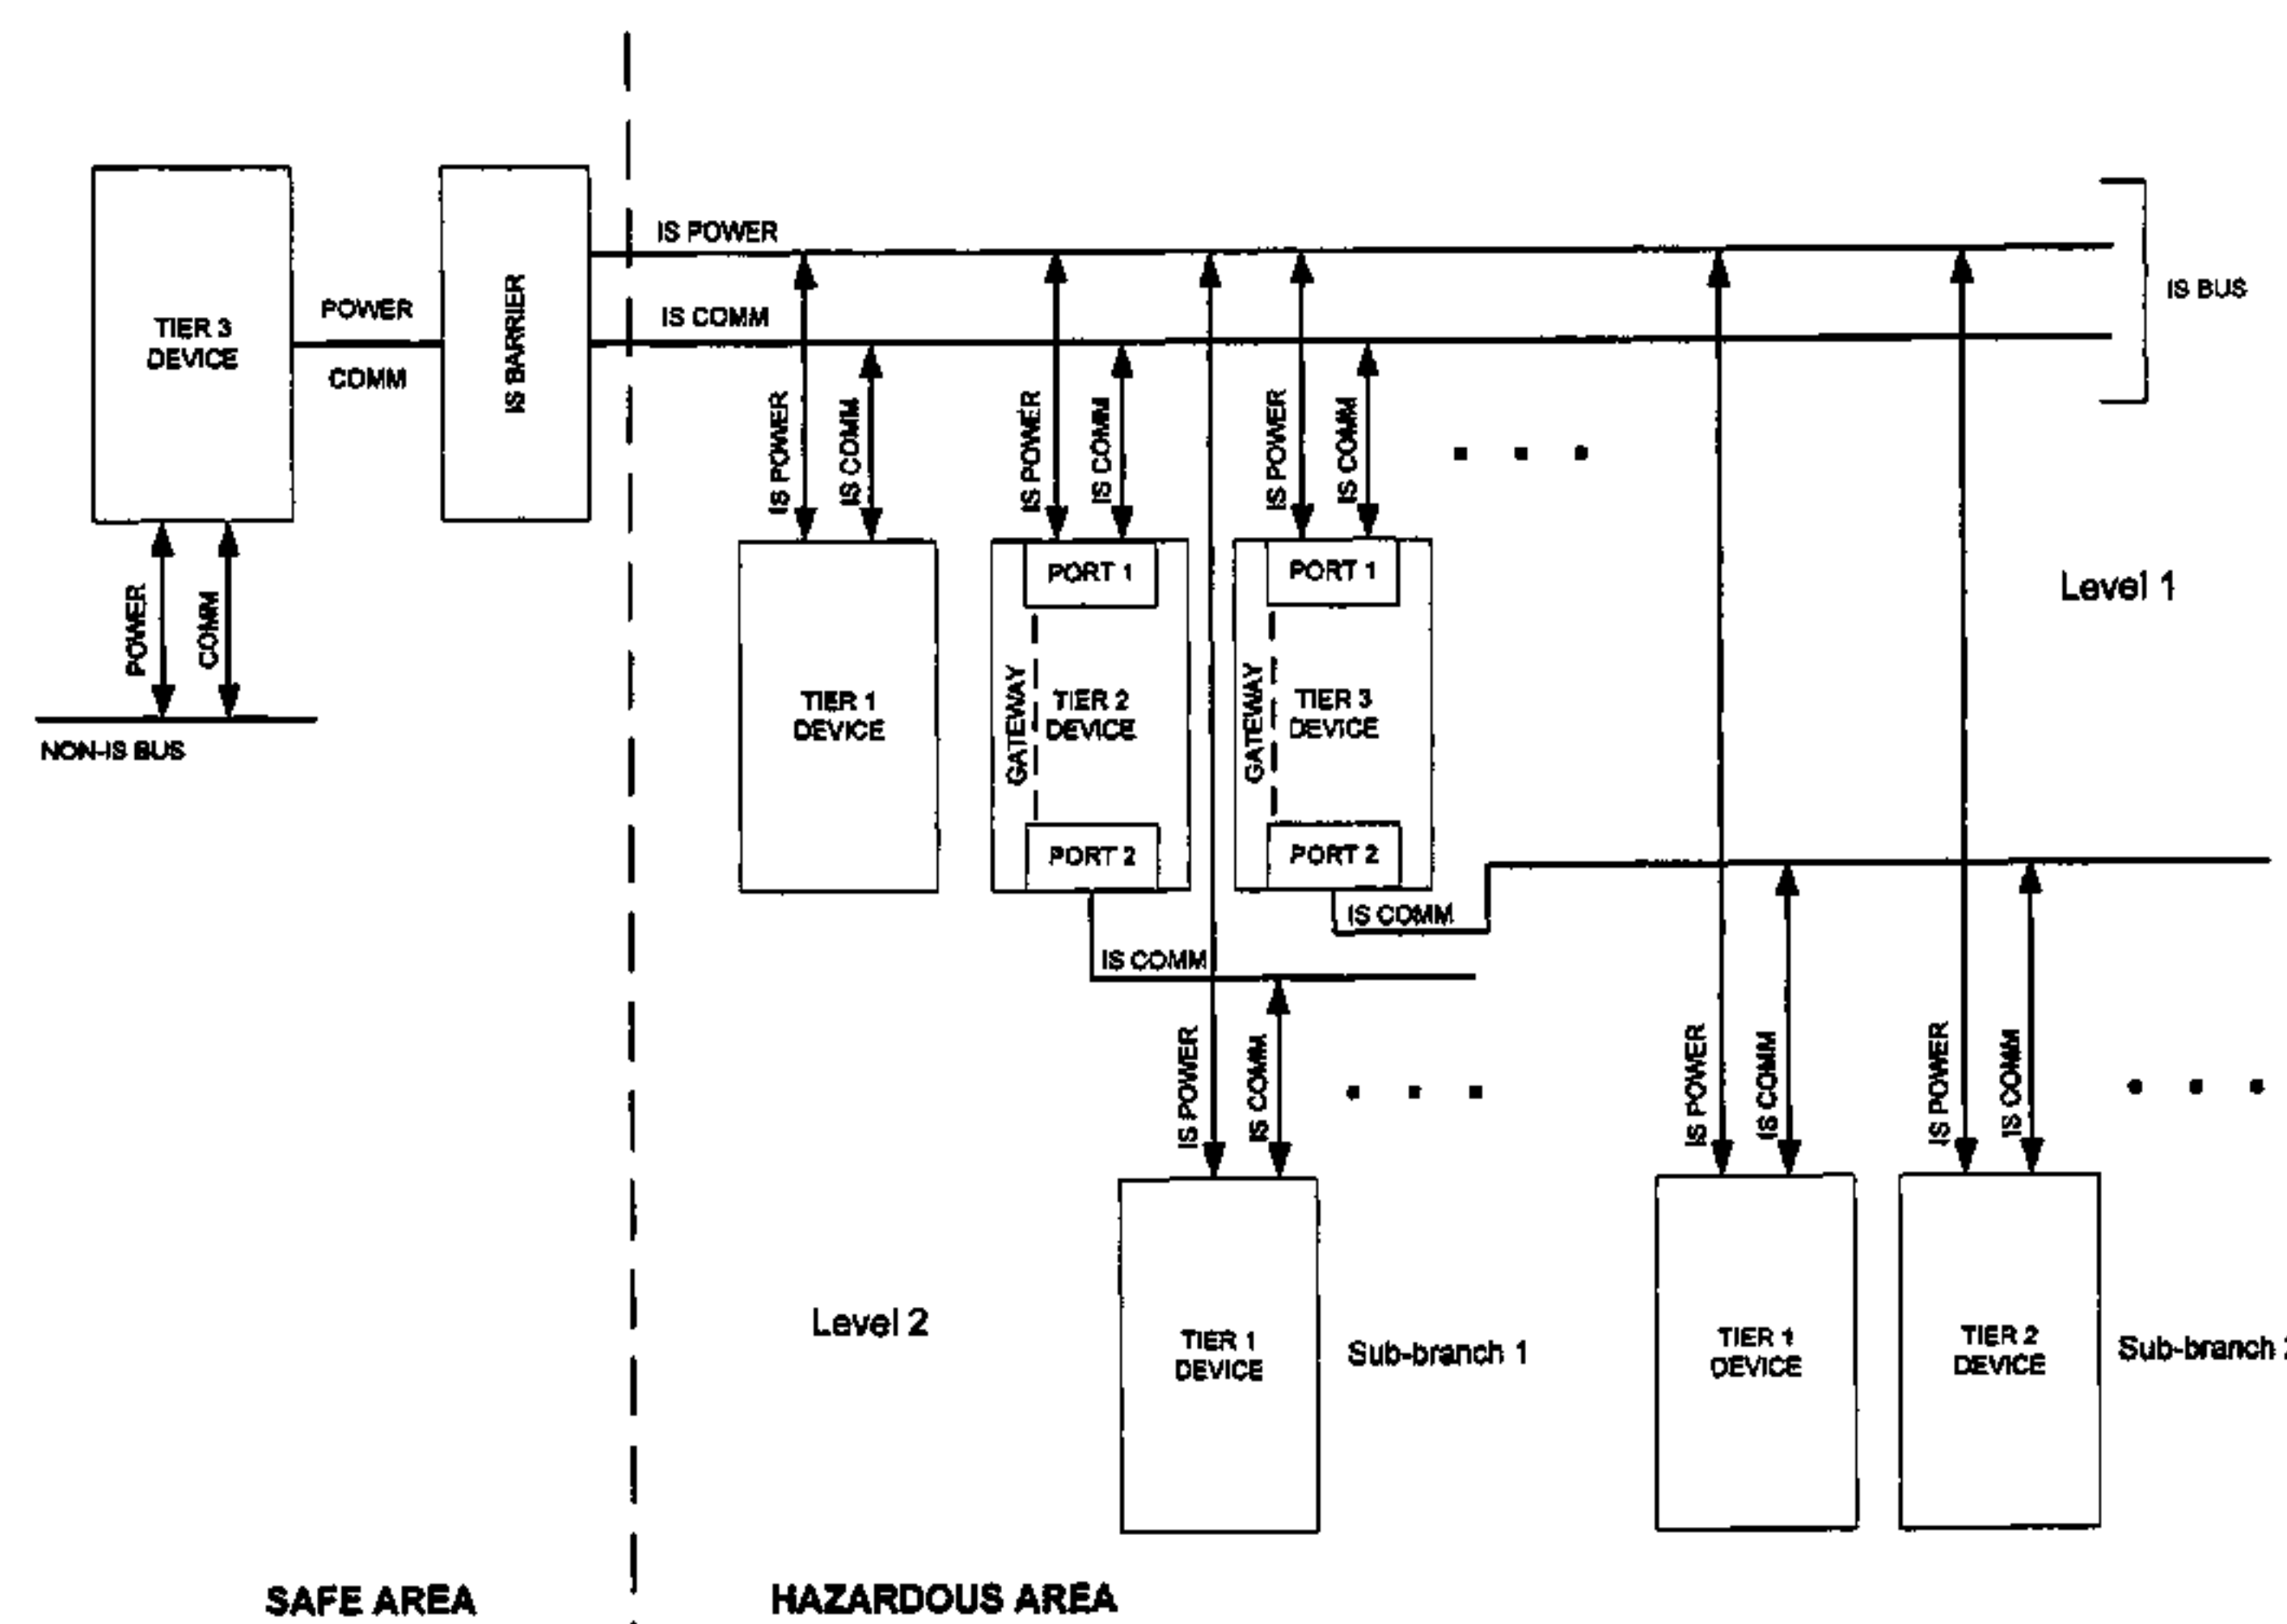 IS POWER
IS COMM
IS BUS
TIER 3
DEVICE
POWER
COMM
IS BARRIER
POWER
COMM
NON-IS BUS
IS POWER
IS COMM
IS POWER
IS COMM
IS POWER
IS COMM
. . .
Level 1
TIER 1
DEVICE
PORT 1
GATEWAY
TIER 2
DEVICE
PORT 2
PORT 1
GATEWAY
TIER 3
DEVICE
PORT 2
IS COMM
IS COMM
IS POWER
IS COMM
. . .
IS POWER
IS COMM
IS POWER
IS COMM
. . .
Level 2
TIER 1
DEVICE
Sub-branch 1
TIER 1
DEVICE
TIER 2
DEVICE
Sub-branch
SAFE AREA
HAZARDOUS AREA